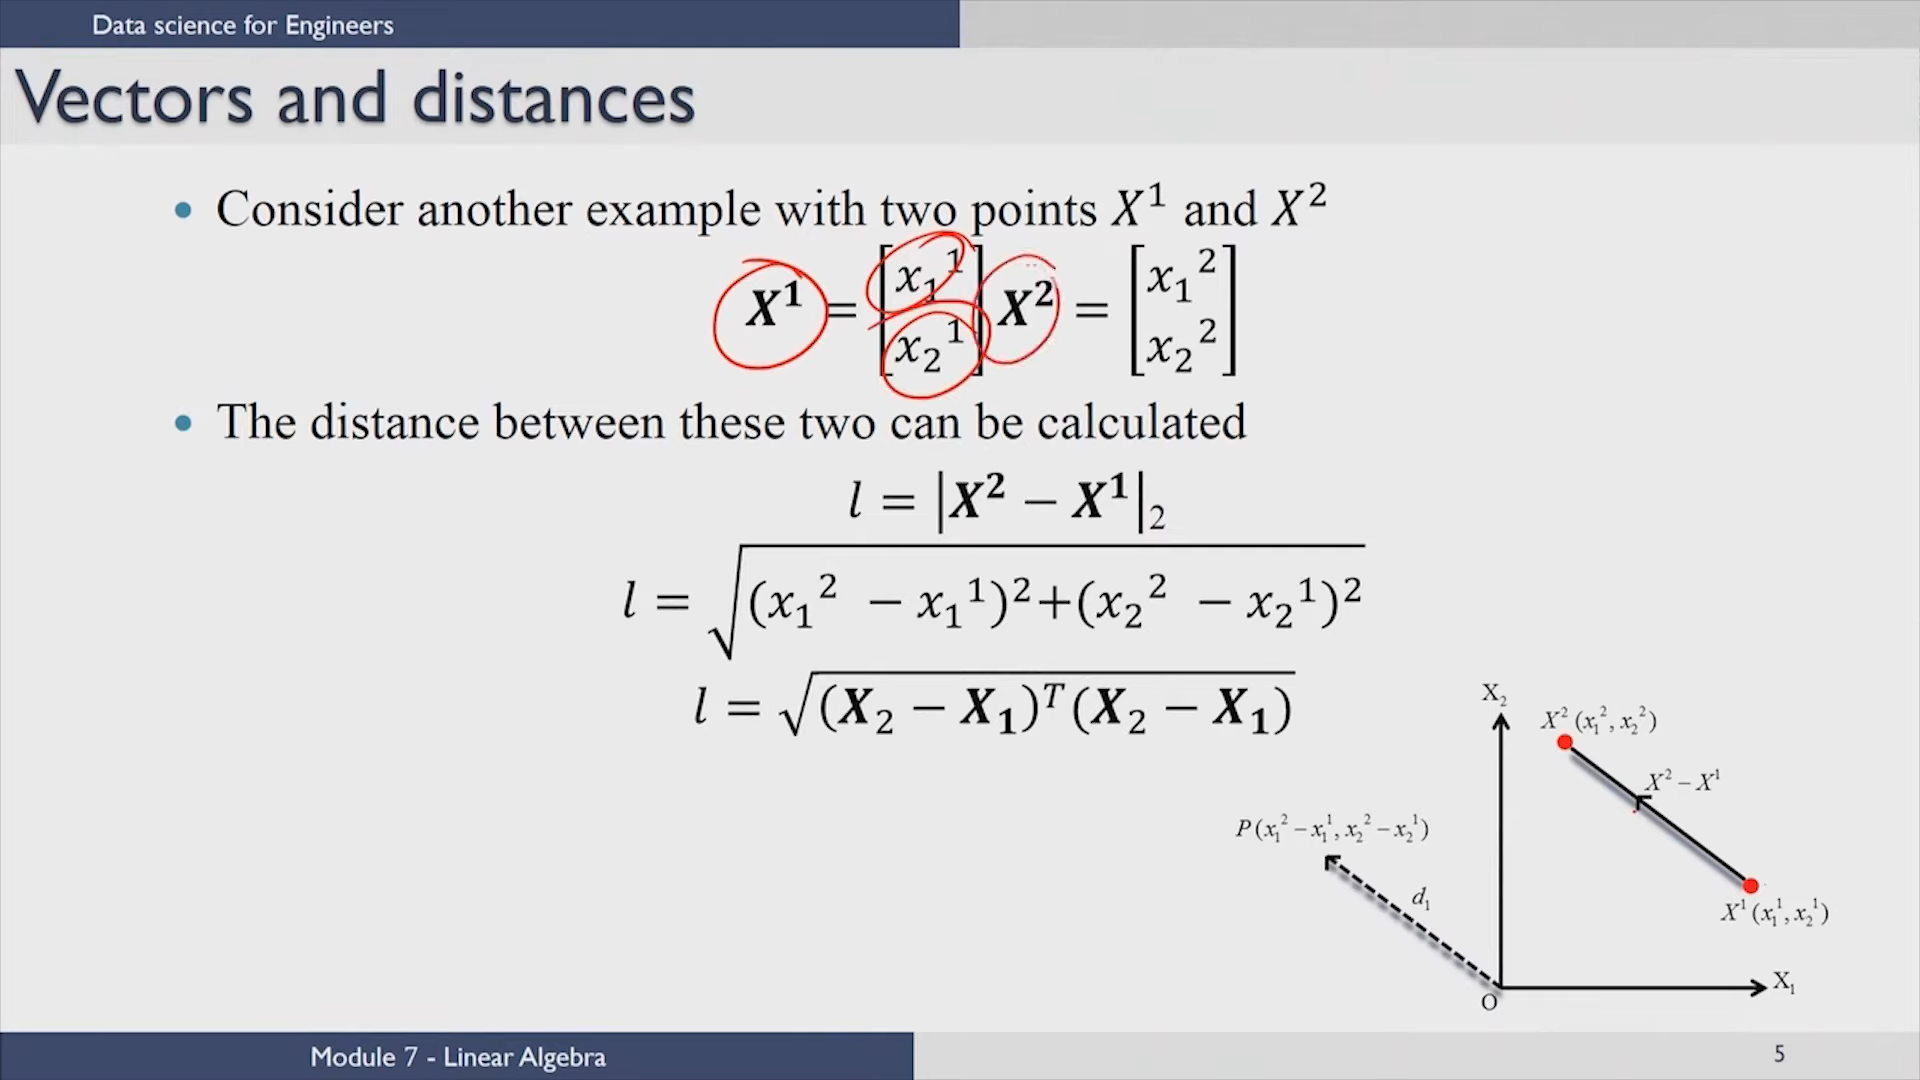 Data science for Engineers
Vectors and distances
• Consider another example with two points X¹ and X²
X¹ = [x₁¹ x₂¹] X² = [x₁² x₂²]
• The distance between these two can be calculated
l = |X² − X¹|₂
l = √(x₁² − x₁¹)²+(x₂² − x₂¹)²
l = √(X₂ − X₁)ᵀ(X₂ − X₁)
X₂
X² (x₁², x₂²)
X² − X¹
P(x₁² − x₁¹, x₂² − x₂¹)
d₁
X¹ (x₁¹, x₂¹)
X₁
O
Module 7 - Linear Algebra
5